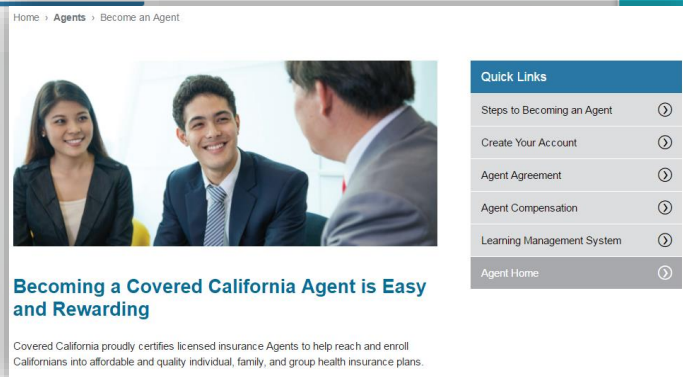 Home › Agents › Become an Agent
Quick Links
Steps to Becoming an Agent
Create Your Account
Agent Agreement
Agent Compensation
Learning Management System
Agent Home
Becoming a Covered California Agent is Easy
and Rewarding
Covered California proudly certifies licensed insurance Agents to help reach and enroll
Californians into affordable and quality individual, family, and group health insurance plans.